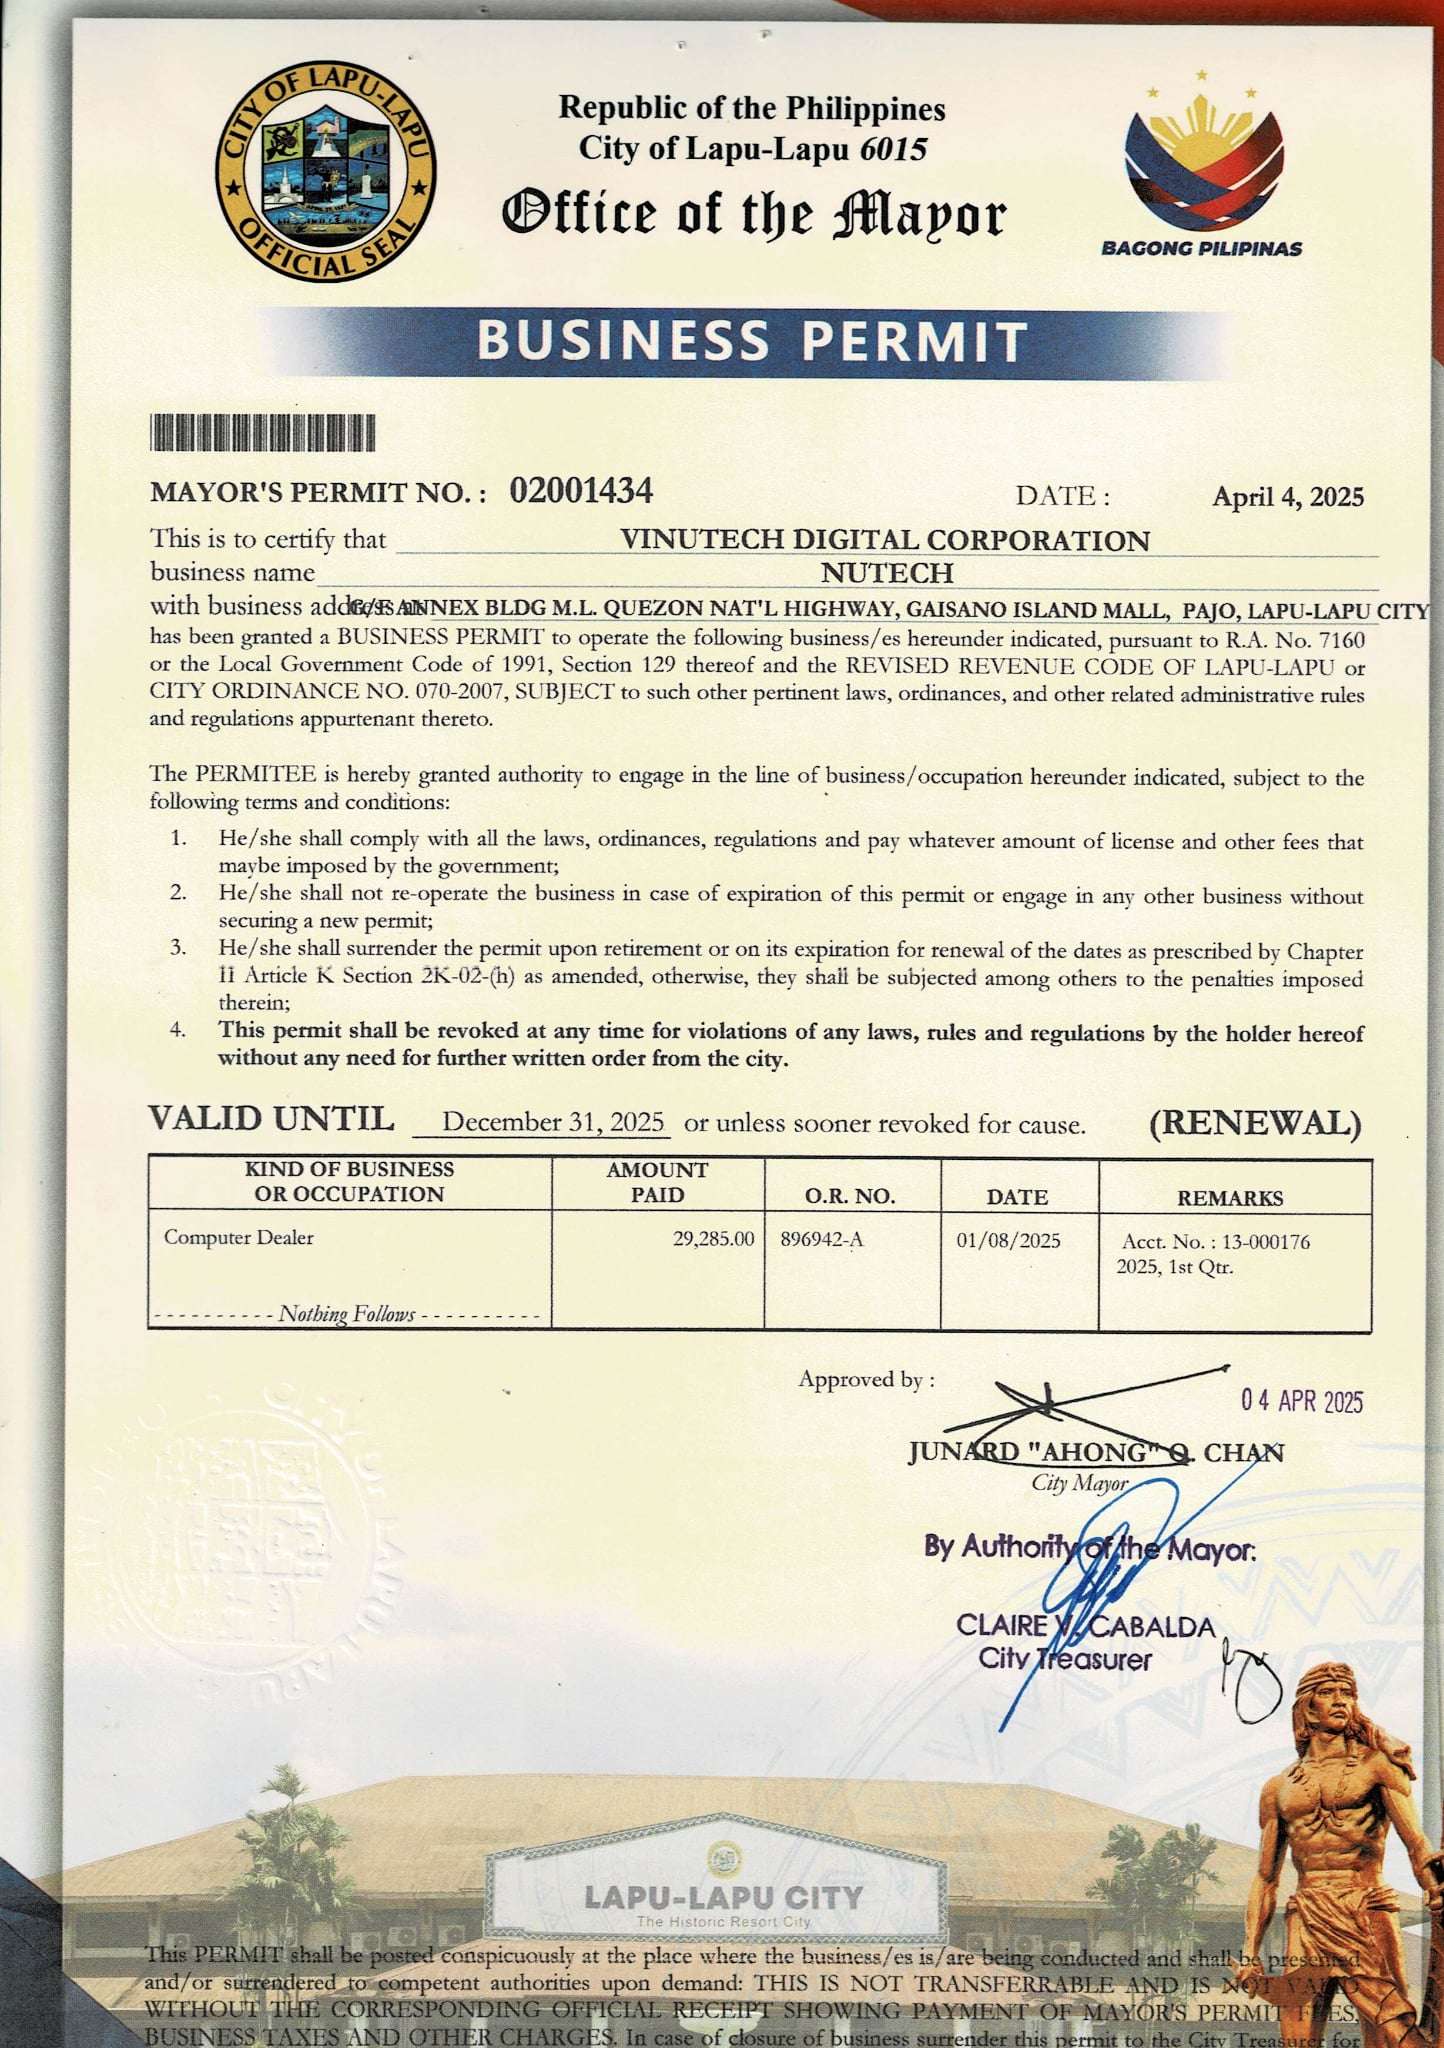 CITY OF LAPU-LAPU
OFFICIAL SEAL
Republic of the Philippines
City of Lapu-Lapu 6015
Office of the Mayor
BAGONG PILIPINAS
BUSINESS PERMIT
MAYOR'S PERMIT NO. : 02001434 DATE : April 4, 2025
This is to certify that VINUTECH DIGITAL CORPORATION
business name NUTECH
with business address at G/F ANNEX BLDG M.L. QUEZON NAT'L HIGHWAY, GAISANO ISLAND MALL, PAJO, LAPU-LAPU CITY
has been granted a BUSINESS PERMIT to operate the following business/es hereunder indicated, pursuant to R.A. No. 7160
or the Local Government Code of 1991, Section 129 thereof and the REVISED REVENUE CODE OF LAPU-LAPU or
CITY ORDINANCE NO. 070-2007, SUBJECT to such other pertinent laws, ordinances, and other related administrative rules
and regulations appurtenant thereto.
The PERMITEE is hereby granted authority to engage in the line of business/occupation hereunder indicated, subject to the
following terms and conditions:
1. He/she shall comply with all the laws, ordinances, regulations and pay whatever amount of license and other fees that
maybe imposed by the government;
2. He/she shall not re-operate the business in case of expiration of this permit or engage in any other business without
securing a new permit;
3. He/she shall surrender the permit upon retirement or on its expiration for renewal of the dates as prescribed by Chapter
II Article K Section 2K-02-(h) as amended, otherwise, they shall be subjected among others to the penalties imposed
therein;
4. This permit shall be revoked at any time for violations of any laws, rules and regulations by the holder hereof
without any need for further written order from the city.
VALID UNTIL December 31, 2025 or unless sooner revoked for cause. (RENEWAL)
KIND OF BUSINESS OR OCCUPATION AMOUNT PAID O.R. NO. DATE REMARKS
Computer Dealer 29,285.00 896942-A 01/08/2025 Acct. No. : 13-000176
2025, 1st Qtr.
- - - - - - - - - - Nothing Follows - - - - - - - - - -
Approved by :
04 APR 2025
JUNARD "AHONG" Q. CHAN
City Mayor
By Authority of the Mayor:
CLAIRE V. CABALDA
City Treasurer
LAPU-LAPU CITY
The Historic Resort City
This PERMIT shall be posted conspicuously at the place where the business/es is/are being conducted and shall be presented
and/or surrendered to competent authorities upon demand: THIS IS NOT TRANSFERRABLE AND IS NOT VALID
WITHOUT THE CORRESPONDING OFFICIAL RECEIPT SHOWING PAYMENT OF MAYOR'S PERMIT FEES,
BUSINESS TAXES AND OTHER CHARGES. In case of closure of business surrender this permit to the City Treasurer for